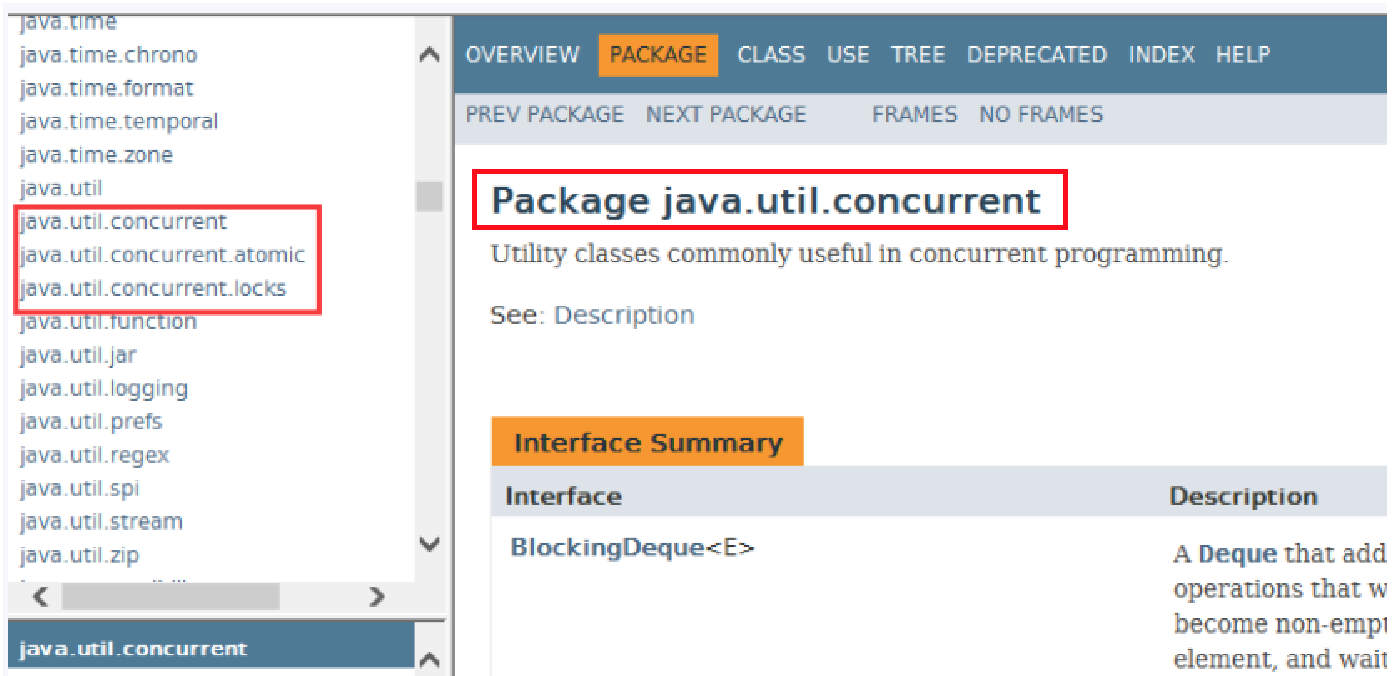 java.time
java.time.chrono
java.time.format
java.time.temporal
java.time.zone
java.util
java.util.concurrent
java.util.concurrent.atomic
java.util.concurrent.locks
java.util.function
java.util.jar
java.util.logging
java.util.prefs
java.util.regex
java.util.spi
java.util.stream
java.util.zip
java.util.concurrent
OVERVIEW PACKAGE CLASS USE TREE DEPRECATED INDEX HELP
PREV PACKAGE NEXT PACKAGE FRAMES NO FRAMES
Package java.util.concurrent
Utility classes commonly useful in concurrent programming.
See: Description
Interface Summary
Interface Description
BlockingDeque<E>
A Deque that add
operations that w
become non-empt
element, and wait